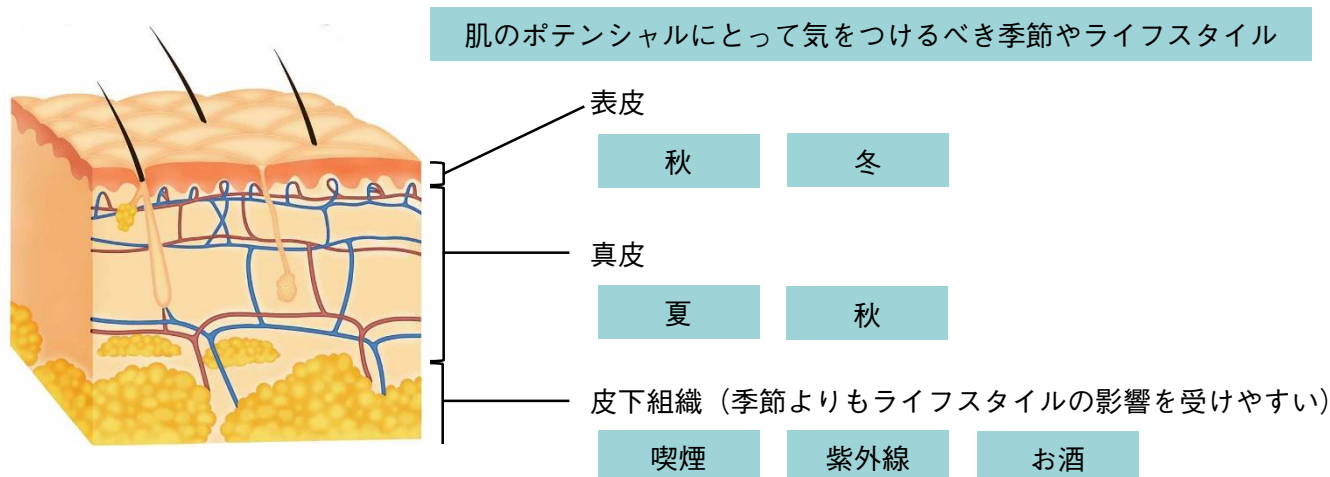 肌のポテンシャルにとって気をつけるべき季節やライフスタイル
表皮
秋 冬
真皮
夏 秋
皮下組織（季節よりもライフスタイルの影響を受けやすい）
喫煙 紫外線 お酒